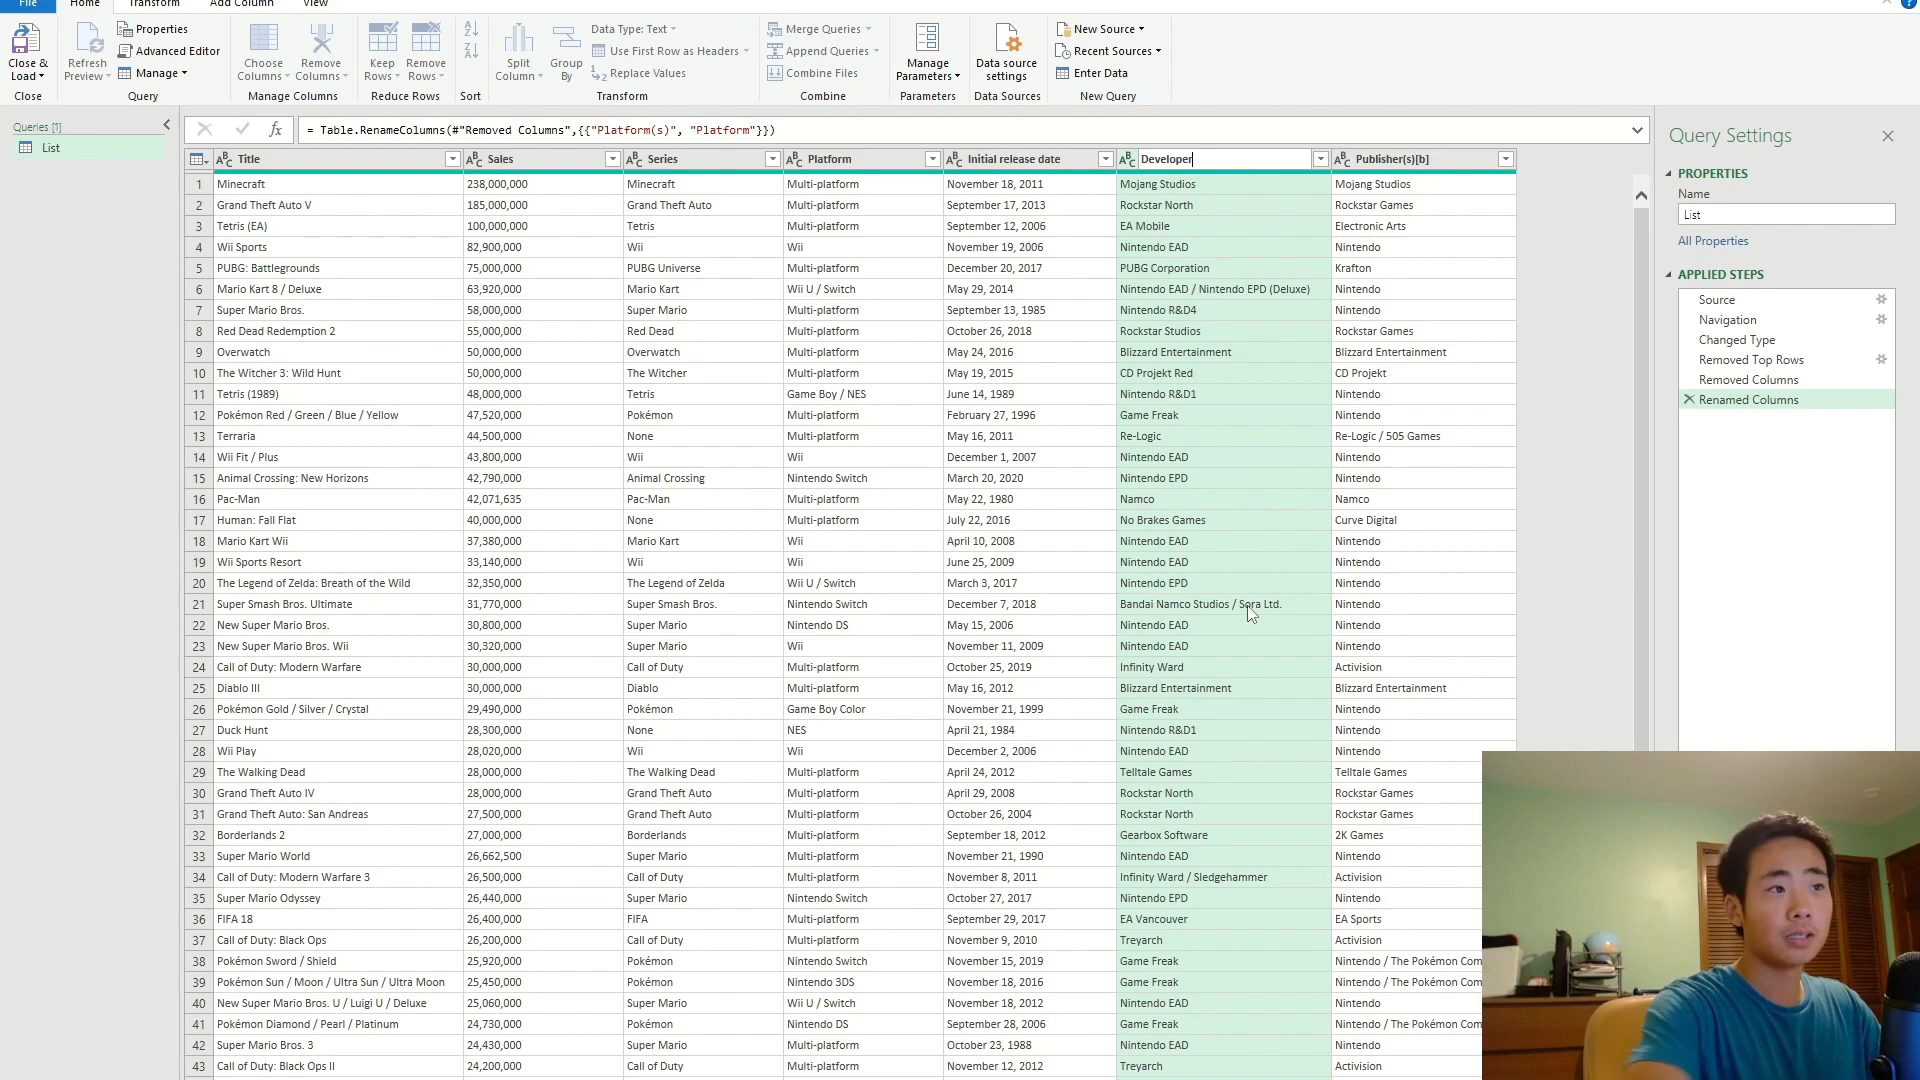 File Home Transform Add Column View
Close & Load Refresh Preview Properties Advanced Editor Manage Choose Columns Remove Columns Keep Rows Remove Rows Split Column Group By Data Type: Text Use First Row as Headers Replace Values Merge Queries Append Queries Combine Files Manage Parameters Data source settings New Source Recent Sources Enter Data
Close Query Manage Columns Reduce Rows Sort Transform Combine Parameters Data Sources New Query
Queries [1]
List
= Table.RenameColumns(#"Removed Columns",{{"Platform(s)", "Platform"}})
Title Sales Series Platform Initial release date Developer Publisher(s)[b]
1 Minecraft 238,000,000 Minecraft Multi-platform November 18, 2011 Mojang Studios Mojang Studios
2 Grand Theft Auto V 185,000,000 Grand Theft Auto Multi-platform September 17, 2013 Rockstar North Rockstar Games
3 Tetris (EA) 100,000,000 Tetris Multi-platform September 12, 2006 EA Mobile Electronic Arts
4 Wii Sports 82,900,000 Wii Wii November 19, 2006 Nintendo EAD Nintendo
5 PUBG: Battlegrounds 75,000,000 PUBG Universe Multi-platform December 20, 2017 PUBG Corporation Krafton
6 Mario Kart 8 / Deluxe 63,920,000 Mario Kart Wii U / Switch May 29, 2014 Nintendo EAD / Nintendo EPD (Deluxe) Nintendo
7 Super Mario Bros. 58,000,000 Super Mario Multi-platform September 13, 1985 Nintendo R&D4 Nintendo
8 Red Dead Redemption 2 55,000,000 Red Dead Multi-platform October 26, 2018 Rockstar Studios Rockstar Games
9 Overwatch 50,000,000 Overwatch Multi-platform May 24, 2016 Blizzard Entertainment Blizzard Entertainment
10 The Witcher 3: Wild Hunt 50,000,000 The Witcher Multi-platform May 19, 2015 CD Projekt Red CD Projekt
11 Tetris (1989) 48,000,000 Tetris Game Boy / NES June 14, 1989 Nintendo R&D1 Nintendo
12 Pokémon Red / Green / Blue / Yellow 47,520,000 Pokémon Multi-platform February 27, 1996 Game Freak Nintendo
13 Terraria 44,500,000 None Multi-platform May 16, 2011 Re-Logic Re-Logic / 505 Games
14 Wii Fit / Plus 43,800,000 Wii Wii December 1, 2007 Nintendo EAD Nintendo
15 Animal Crossing: New Horizons 42,790,000 Animal Crossing Nintendo Switch March 20, 2020 Nintendo EPD Nintendo
16 Pac-Man 42,071,635 Pac-Man Multi-platform May 22, 1980 Namco Namco
17 Human: Fall Flat 40,000,000 None Multi-platform July 22, 2016 No Brakes Games Curve Digital
18 Mario Kart Wii 37,380,000 Mario Kart Wii April 10, 2008 Nintendo EAD Nintendo
19 Wii Sports Resort 33,140,000 Wii Wii June 25, 2009 Nintendo EAD Nintendo
20 The Legend of Zelda: Breath of the Wild 32,350,000 The Legend of Zelda Wii U / Switch March 3, 2017 Nintendo EPD Nintendo
21 Super Smash Bros. Ultimate 31,770,000 Super Smash Bros. Nintendo Switch December 7, 2018 Bandai Namco Studios / Sora Ltd. Nintendo
22 New Super Mario Bros. 30,800,000 Super Mario Nintendo DS May 15, 2006 Nintendo EAD Nintendo
23 New Super Mario Bros. Wii 30,320,000 Super Mario Wii November 11, 2009 Nintendo EAD Nintendo
24 Call of Duty: Modern Warfare 30,000,000 Call of Duty Multi-platform October 25, 2019 Infinity Ward Activision
25 Diablo III 30,000,000 Diablo Multi-platform May 16, 2012 Blizzard Entertainment Blizzard Entertainment
26 Pokémon Gold / Silver / Crystal 29,490,000 Pokémon Game Boy Color November 21, 1999 Game Freak Nintendo
27 Duck Hunt 28,300,000 None NES April 21, 1984 Nintendo R&D1 Nintendo
28 Wii Play 28,020,000 Wii Wii December 2, 2006 Nintendo EAD Nintendo
29 The Walking Dead 28,000,000 The Walking Dead Multi-platform April 24, 2012 Telltale Games Telltale Games
30 Grand Theft Auto IV 28,000,000 Grand Theft Auto Multi-platform April 29, 2008 Rockstar North Rockstar Games
31 Grand Theft Auto: San Andreas 27,500,000 Grand Theft Auto Multi-platform October 26, 2004 Rockstar North Rockstar Games
32 Borderlands 2 27,000,000 Borderlands Multi-platform September 18, 2012 Gearbox Software 2K Games
33 Super Mario World 26,662,500 Super Mario Multi-platform November 21, 1990 Nintendo EAD Nintendo
34 Call of Duty: Modern Warfare 3 26,500,000 Call of Duty Multi-platform November 8, 2011 Infinity Ward / Sledgehammer Activision
35 Super Mario Odyssey 26,440,000 Super Mario Nintendo Switch October 27, 2017 Nintendo EPD Nintendo
36 FIFA 18 26,400,000 FIFA Multi-platform September 29, 2017 EA Vancouver EA Sports
37 Call of Duty: Black Ops 26,200,000 Call of Duty Multi-platform November 9, 2010 Treyarch Activision
38 Pokémon Sword / Shield 25,920,000 Pokémon Nintendo Switch November 15, 2019 Game Freak Nintendo / The Pokémon Com
39 Pokémon Sun / Moon / Ultra Sun / Ultra Moon 25,450,000 Pokémon Nintendo 3DS November 18, 2016 Game Freak Nintendo / The Pokémon Com
40 New Super Mario Bros. U / Luigi U / Deluxe 25,060,000 Super Mario Wii U / Switch November 18, 2012 Nintendo EAD Nintendo
41 Pokémon Diamond / Pearl / Platinum 24,730,000 Pokémon Nintendo DS September 28, 2006 Game Freak Nintendo / The Pokémon Com
42 Super Mario Bros. 3 24,430,000 Super Mario Multi-platform October 23, 1988 Nintendo EAD Nintendo
43 Call of Duty: Black Ops II 24,200,000 Call of Duty Multi-platform November 12, 2012 Treyarch Activision
Query Settings
PROPERTIES
Name
List
All Properties
APPLIED STEPS
Source
Navigation
Changed Type
Removed Top Rows
Removed Columns
Renamed Columns